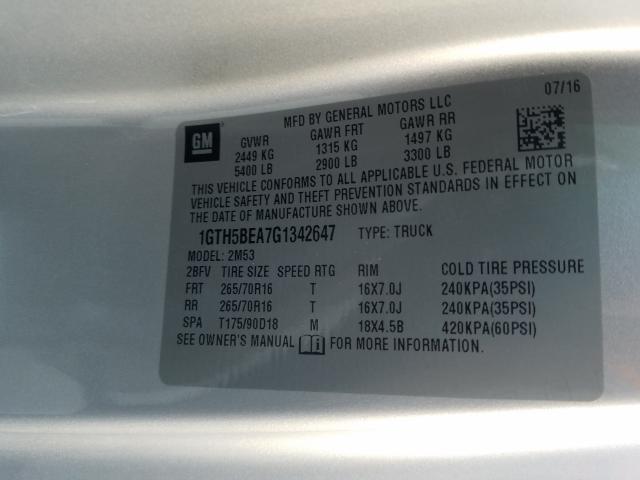 07/16
MFD BY GENERAL MOTORS LLC
GM
GVWR GAWR FRT GAWR RR
2449 KG 1315 KG 1497 KG
5400 LB 2900 LB 3300 LB
THIS VEHICLE CONFORMS TO ALL APPLICABLE U.S. FEDERAL MOTOR
VEHICLE SAFETY AND THEFT PREVENTION STANDARDS IN EFFECT ON
THE DATE OF MANUFACTURE SHOWN ABOVE.
1GTH5BEA7G1342647 TYPE: TRUCK
MODEL: 2M53
2BFV TIRE SIZE SPEED RTG RIM COLD TIRE PRESSURE
FRT 265/70R16 T 16X7.0J 240KPA(35PSI)
RR 265/70R16 T 16X7.0J 240KPA(35PSI)
SPA T175/90D18 M 18X4.5B 420KPA(60PSI)
SEE OWNER'S MANUAL FOR MORE INFORMATION.